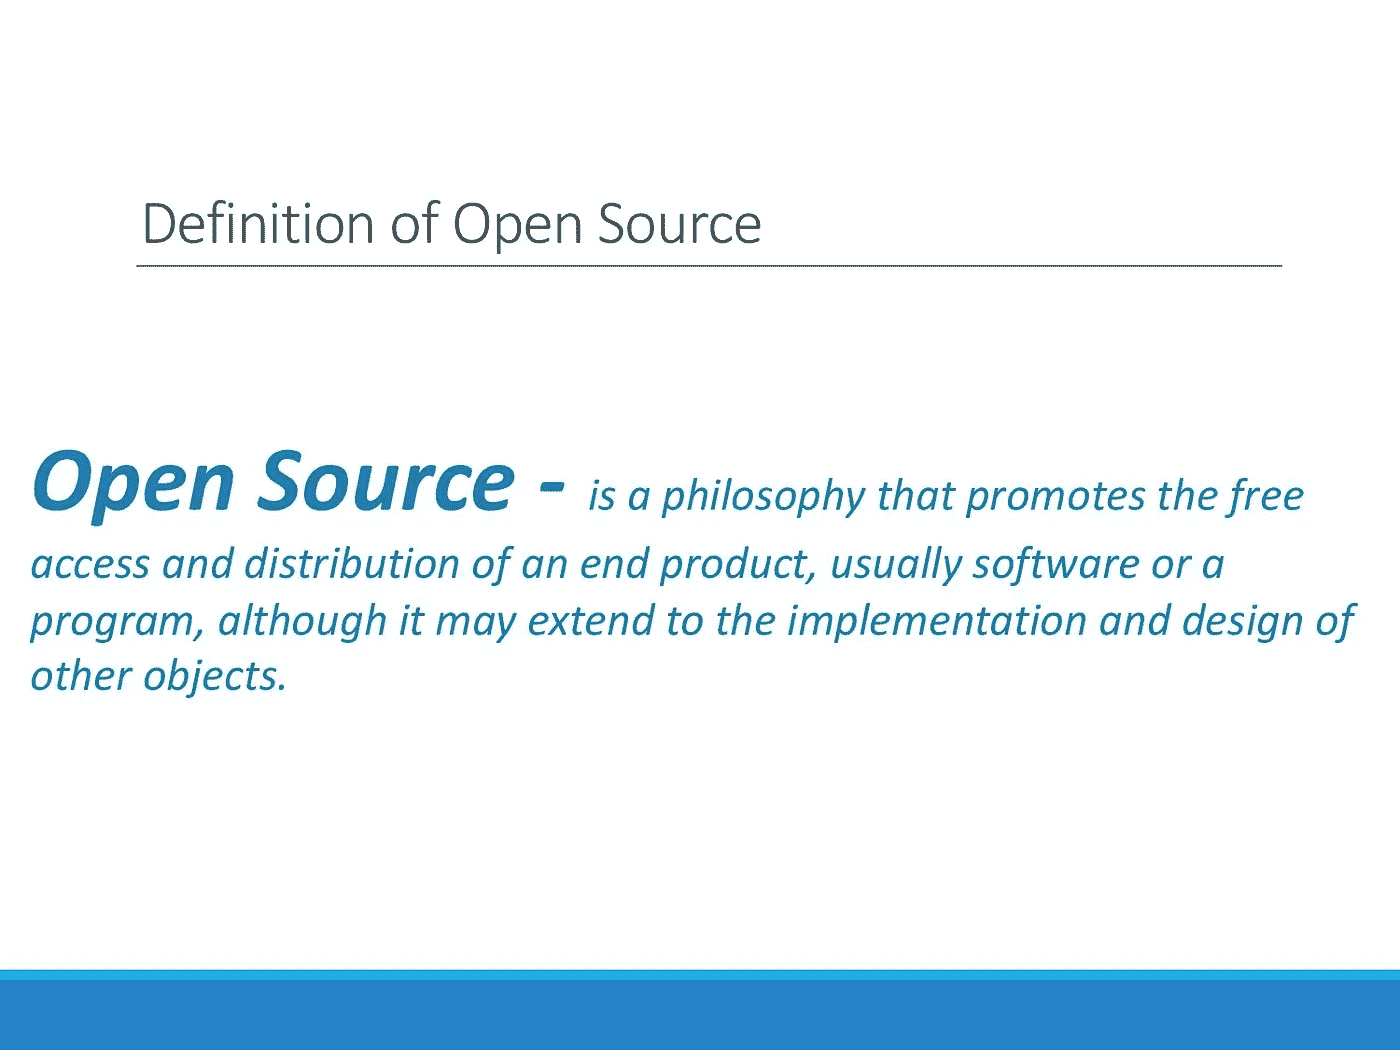 Definition of Open Source
Open Source - is a philosophy that promotes the free
access and distribution of an end product, usually software or a
program, although it may extend to the implementation and design of
other objects.